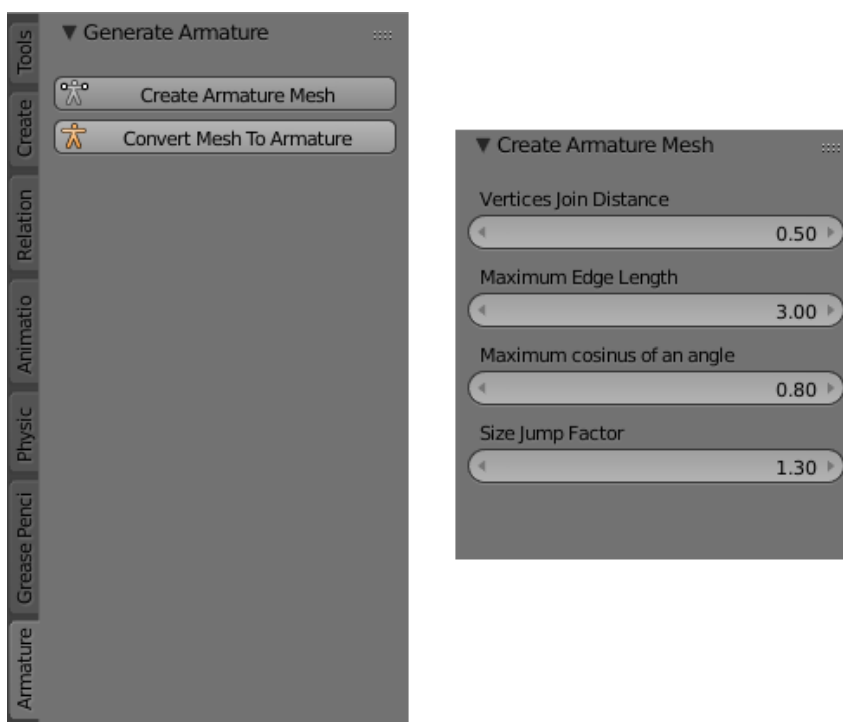 Tools
Create
Relation
Animatio
Physic
Grease Penci
Armature
Generate Armature
Create Armature Mesh
Convert Mesh To Armature
Create Armature Mesh
Vertices Join Distance
0.50
Maximum Edge Length
3.00
Maximum cosinus of an angle
0.80
Size Jump Factor
1.30